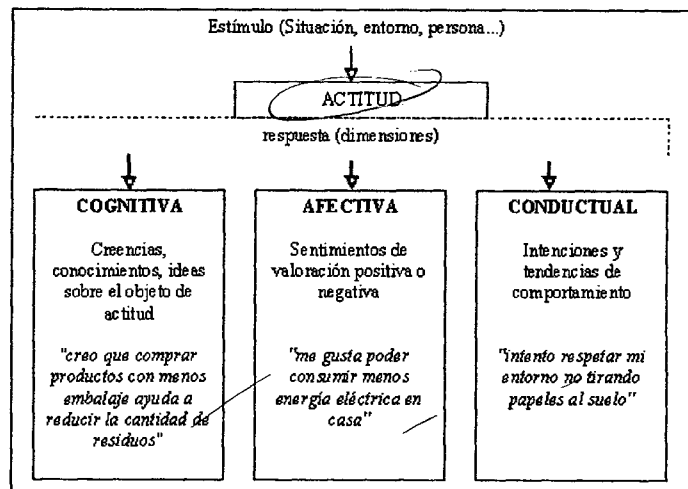 Estímulo (Situación, entorno, persona...)
ACTITUD
respuesta (dimensiones)
COGNITIVA
Creencias,
conocimientos, ideas
sobre el objeto de
actitud
"creo que comprar
productos con menos
embalaje ayuda a
reducir la cantidad de
residuos"
AFECTIVA
Sentimientos de
valoración positiva o
negativa
"me gusta poder
consumir menos
energía eléctrica en
casa"
CONDUCTUAL
Intenciones y
tendencias de
comportamiento
"intento respetar mi
entorno no tirando
papeles al suelo"